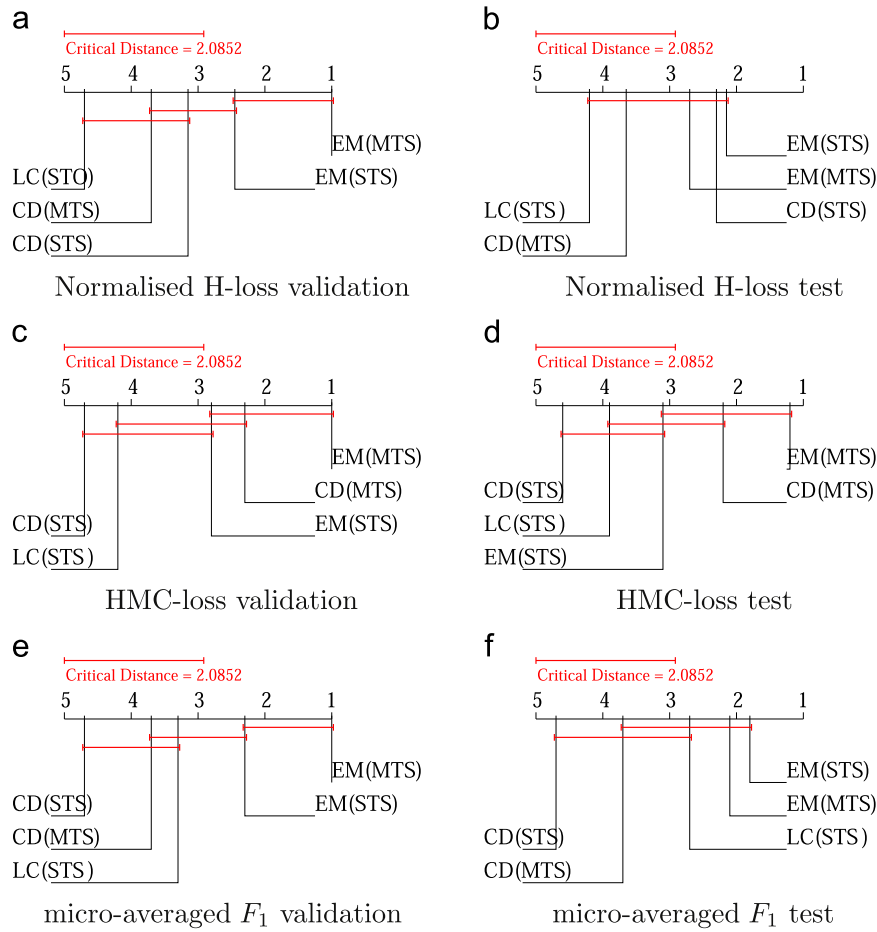 a
Critical Distance = 2.0852
5 4 3 2 1
EM(MTS)
LC(STO)
EM(STS)
CD(MTS)
CD(STS)
Normalised H-loss validation
b
Critical Distance = 2.0852
5 4 3 2 1
EM(STS)
EM(MTS)
LC(STS)
CD(STS)
CD(MTS)
Normalised H-loss test
c
Critical Distance = 2.0852
5 4 3 2 1
EM(MTS)
CD(MTS)
CD(STS)
EM(STS)
LC(STS)
HMC-loss validation
d
Critical Distance = 2.0852
5 4 3 2 1
EM(MTS)
CD(STS)
CD(MTS)
LC(STS)
EM(STS)
HMC-loss test
e
Critical Distance = 2.0852
5 4 3 2 1
EM(MTS)
CD(STS)
EM(STS)
CD(MTS)
LC(STS)
micro-averaged F₁ validation
f
Critical Distance = 2.0852
5 4 3 2 1
EM(STS)
EM(MTS)
CD(STS)
LC(STS)
CD(MTS)
micro-averaged F₁ test